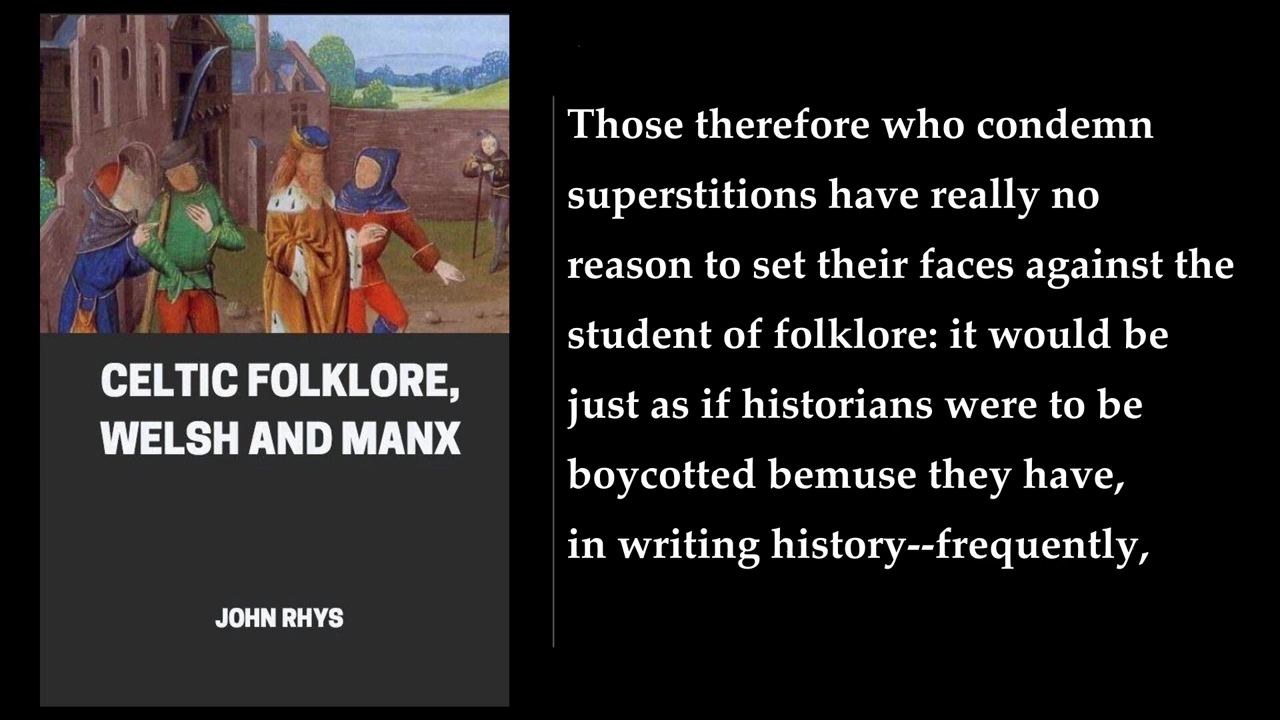 CELTIC FOLKLORE,
WELSH AND MANX
JOHN RHYS
Those therefore who condemn
superstitions have really no
reason to set their faces against the
student of folklore: it would be
just as if historians were to be
boycotted bemuse they have,
in writing history--frequently,